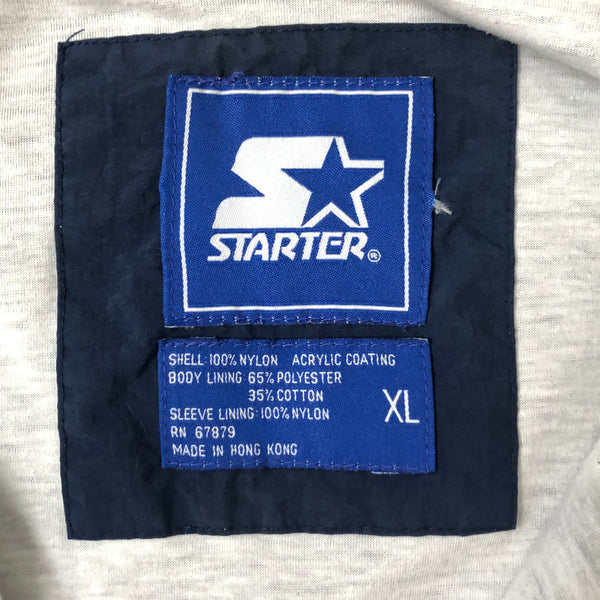 STARTER®
SHELL: 100% NYLON ACRYLIC COATING
BODY LINING: 65% POLYESTER
35% COTTON
SLEEVE LINING: 100% NYLON
RN 67879
MADE IN HONG KONG
XL